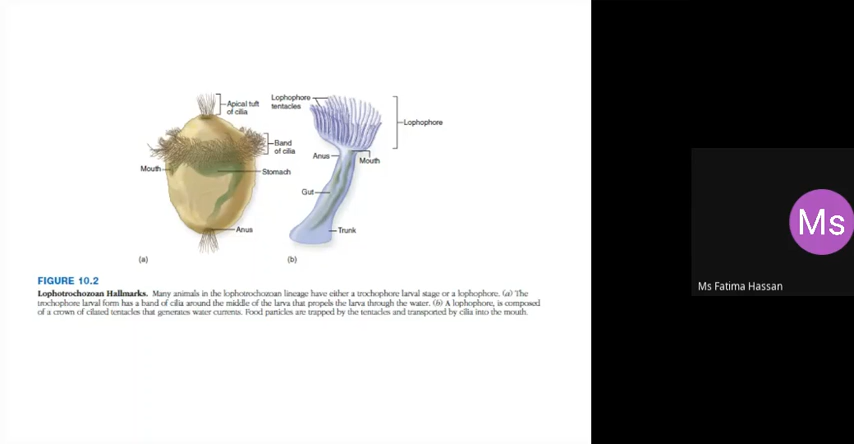 Apical tuft
of cilia
Band
of cilia
Mouth
Stomach
Anus
(a)
Lophophore
tentacles
Lophophore
Anus
Mouth
Gut
Trunk
(b)
FIGURE 10.2
Lophotrochozoan Hallmarks. Many animals in the lophotrochozoan lineage have either a trochophore larval stage or a lophophore. (a) The
trochophore larval form has a band of cilia around the middle of the larva that propels the larva through the water. (b) A lophophore, is composed
of a crown of ciliated tentacles that generates water currents. Food particles are trapped by the tentacles and transported by cilia into the mouth.
Ms
Ms Fatima Hassan